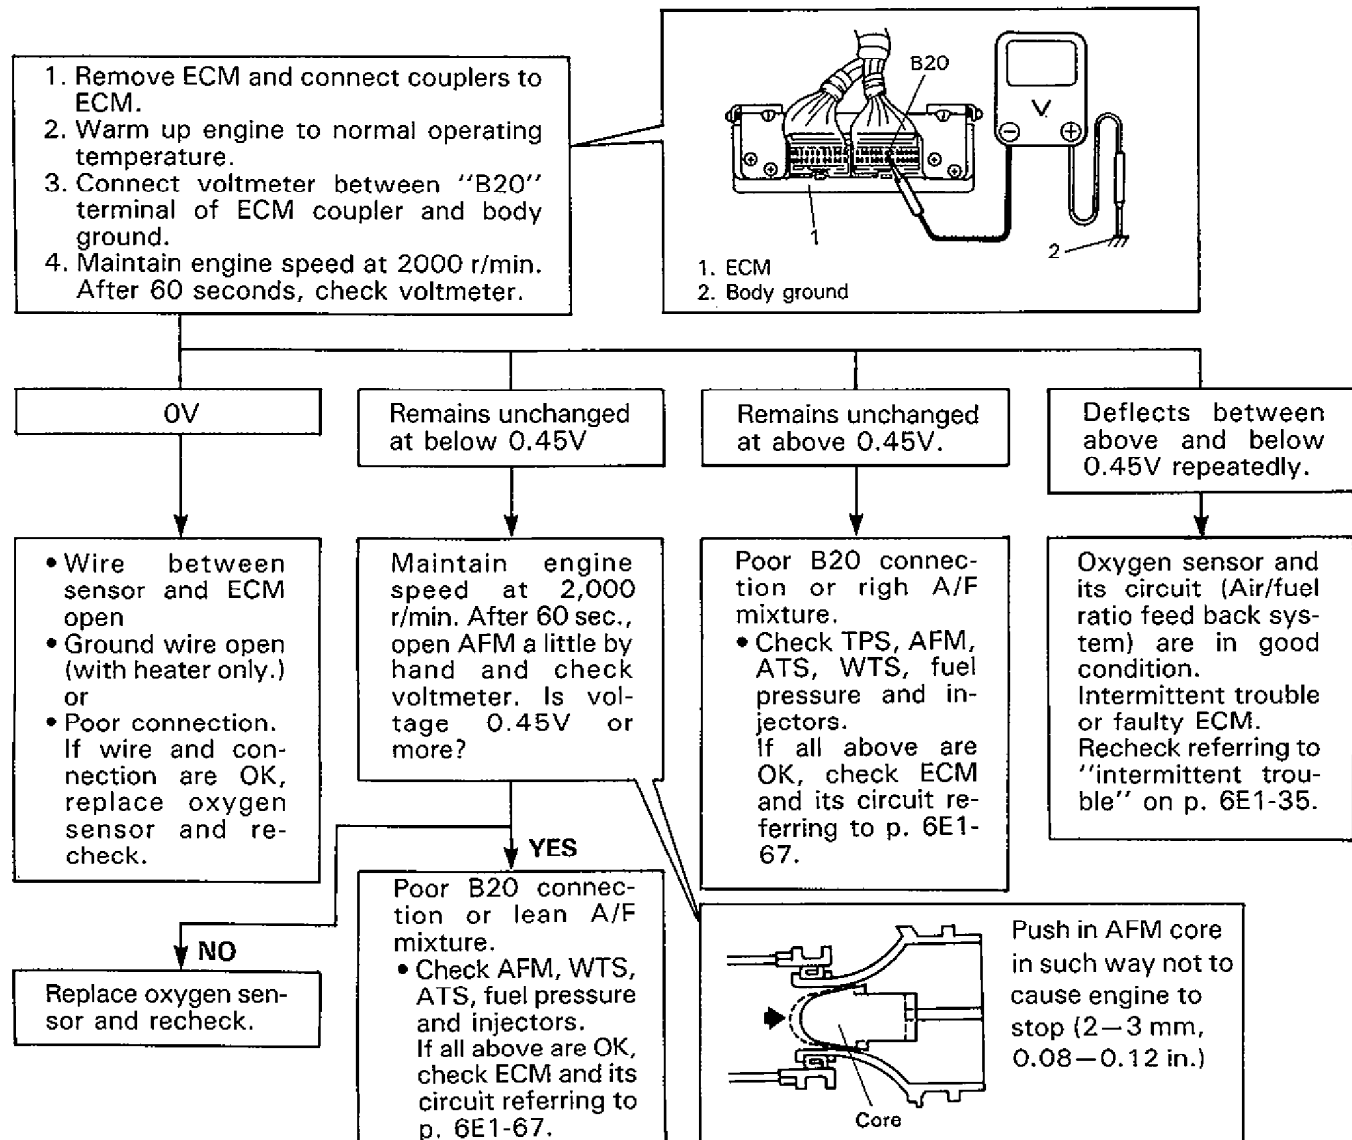 1. Remove ECM and connect couplers to
ECM.
2. Warm up engine to normal operating
temperature.
3. Connect voltmeter between "B20"
terminal of ECM coupler and body
ground.
4. Maintain engine speed at 2000 r/min.
After 60 seconds, check voltmeter.
B20
V
1
2
1. ECM
2. Body ground
0V
Remains unchanged
at below 0.45V
Remains unchanged
at above 0.45V.
Deflects between
above and below
0.45V repeatedly.
• Wire between
sensor and ECM
open
• Ground wire open
(with heater only.)
or
• Poor connection.
If wire and con-
nection are OK,
replace oxygen
sensor and re-
check.
Maintain engine
speed at 2,000
r/min. After 60 sec.,
open AFM a little by
hand and check
voltmeter. Is vol-
tage 0.45V or
more?
Poor B20 connec-
tion or righ A/F
mixture.
• Check TPS, AFM,
ATS, WTS, fuel
pressure and in-
jectors.
If all above are
OK, check ECM
and its circuit re-
ferring to p. 6E1-
67.
Oxygen sensor and
its circuit (Air/fuel
ratio feed back sys-
tem) are in good
condition.
Intermittent trouble
or faulty ECM.
Recheck referring to
"intermittent trou-
ble" on p. 6E1-35.
YES
NO
Replace oxygen sen-
sor and recheck.
Poor B20 connec-
tion or lean A/F
mixture.
• Check AFM, WTS,
ATS, fuel pressure
and injectors.
If all above are OK,
check ECM and its
circuit referring to
p. 6E1-67.
Push in AFM core
in such way not to
cause engine to
stop (2—3 mm,
0.08—0.12 in.)
Core